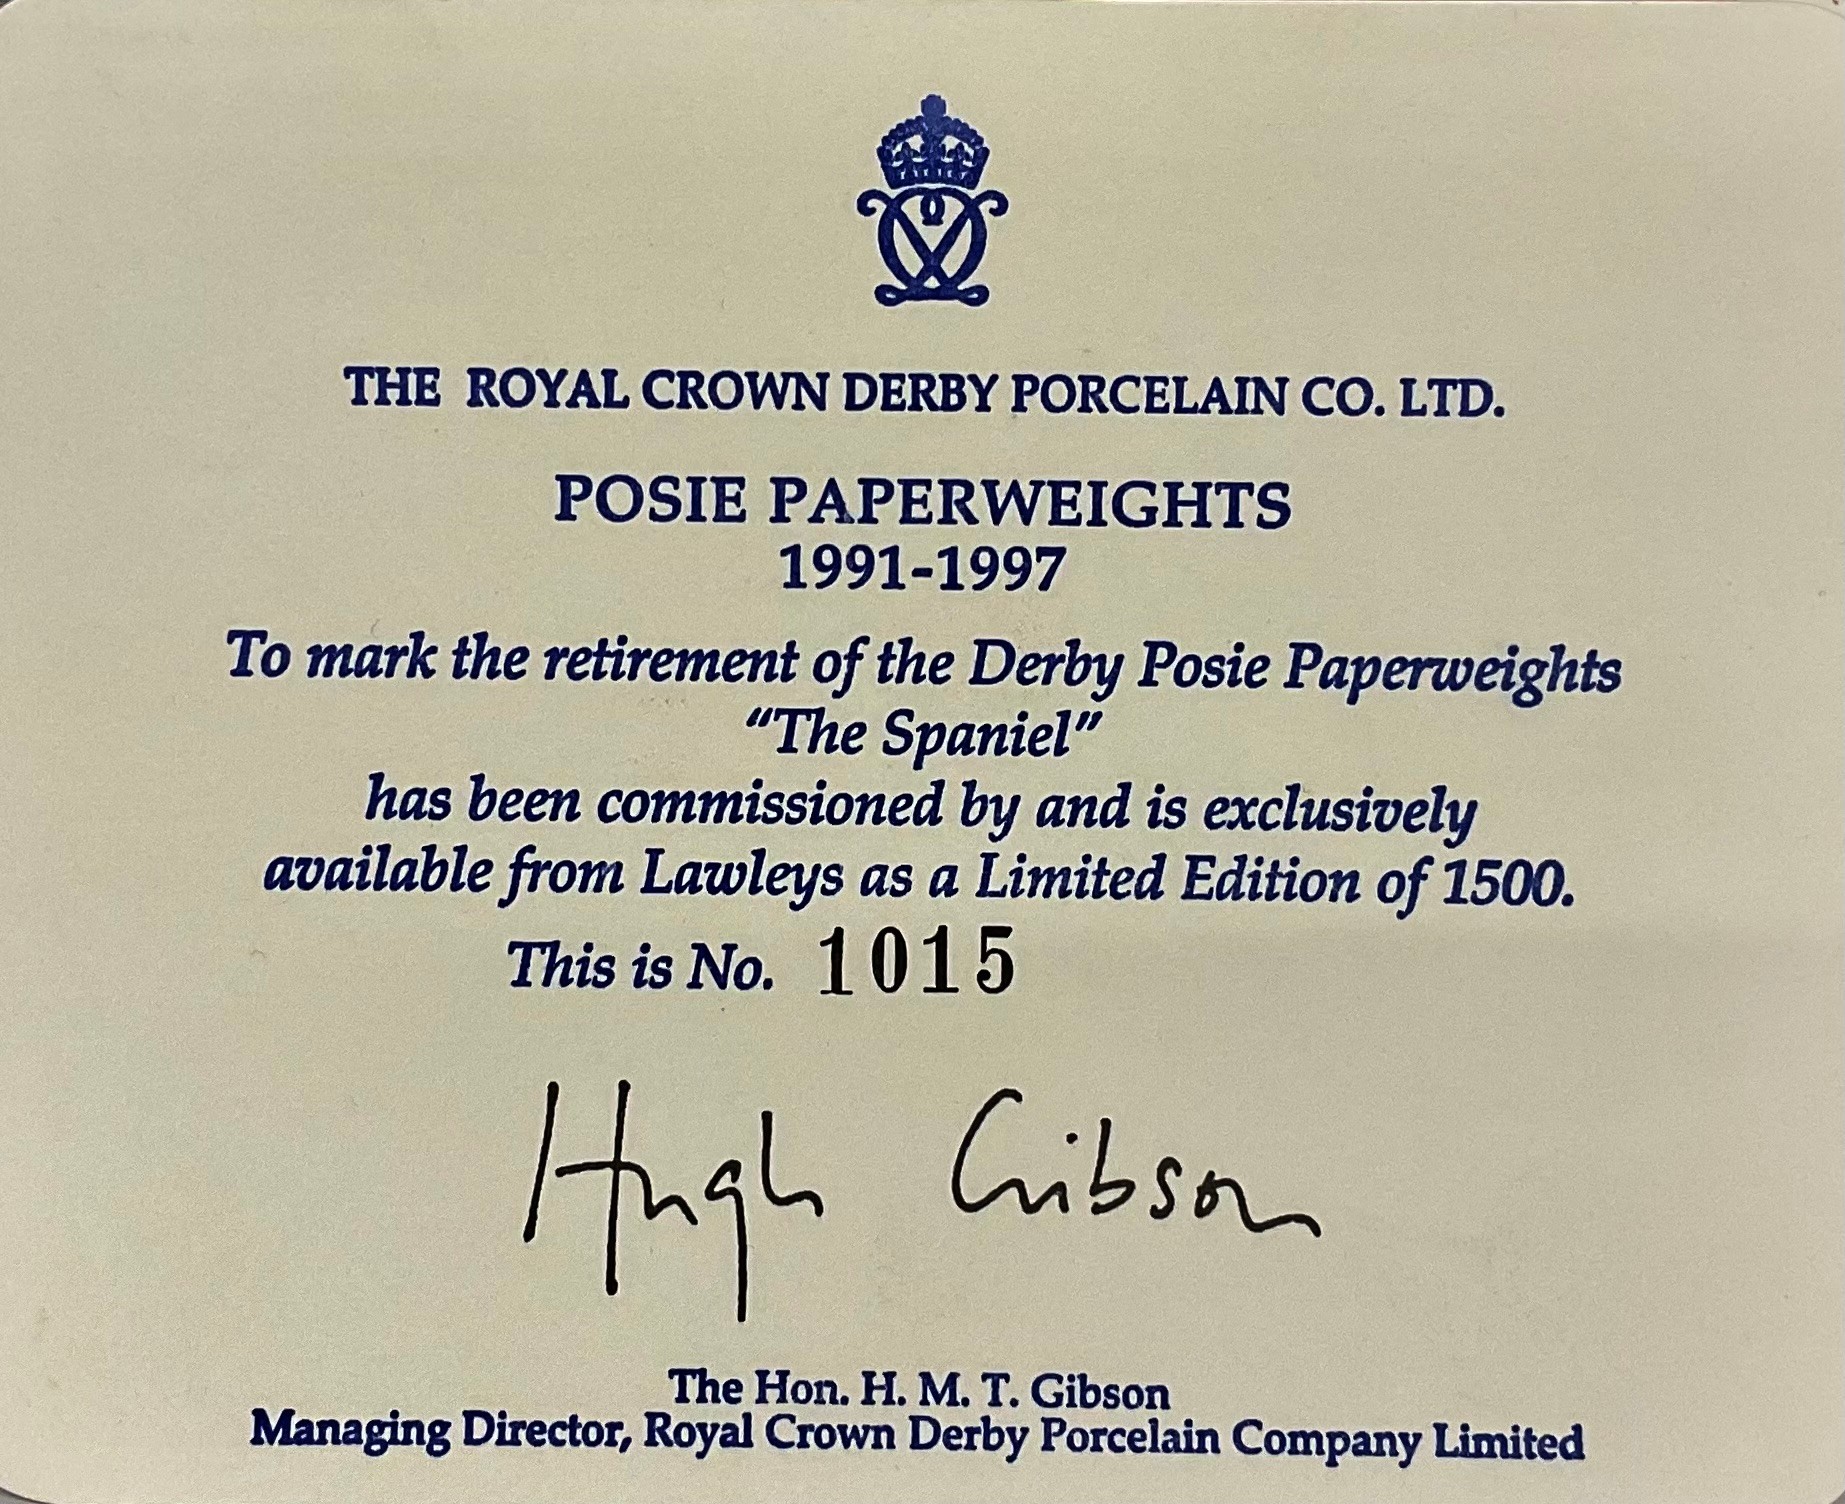 THE ROYAL CROWN DERBY PORCELAIN CO. LTD.
POSIE PAPERWEIGHTS
1991-1997
To mark the retirement of the Derby Posie Paperweights
“The Spaniel”
has been commissioned by and is exclusively
available from Lawleys as a Limited Edition of 1500.
This is No. 1015
Hugh Gibson
The Hon. H. M. T. Gibson
Managing Director, Royal Crown Derby Porcelain Company Limited